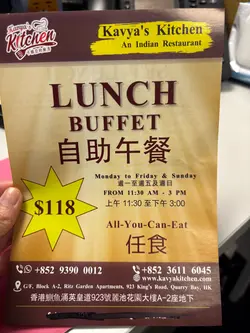 Kavya's
Kitchen
Kavya's Kitchen
An Indian Restaurant
LUNCH
BUFFET
自助午餐
Monday to Friday & Sunday
週一至週五及週日
FROM 11:30 AM - 3 PM
上午 11:30 至下午 3:00
$118
All-You-Can-Eat
任食
+852 9390 0012
+852 3611 6045
www.kavyakitchen.com
G/F, Block A-2, Ritz Garden Apartments, 923 King's Road, Quarry Bay, HK
香港鰂魚涌英皇道923號麗池花園大樓A-2座地下